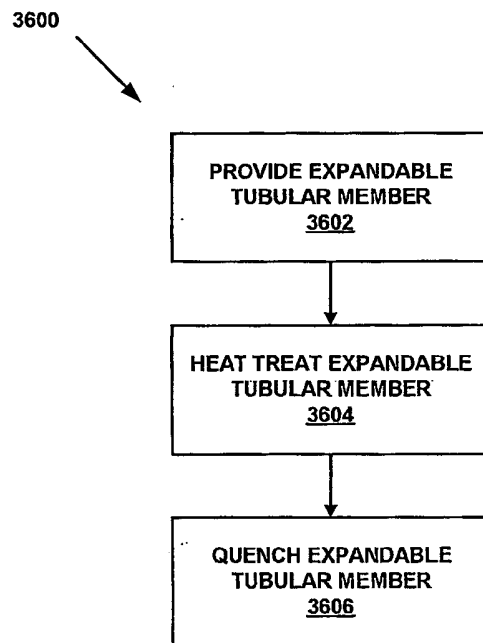 3600
PROVIDE EXPANDABLE
TUBULAR MEMBER
3602
HEAT TREAT EXPANDABLE
TUBULAR MEMBER
3604
QUENCH EXPANDABLE
TUBULAR MEMBER
3606